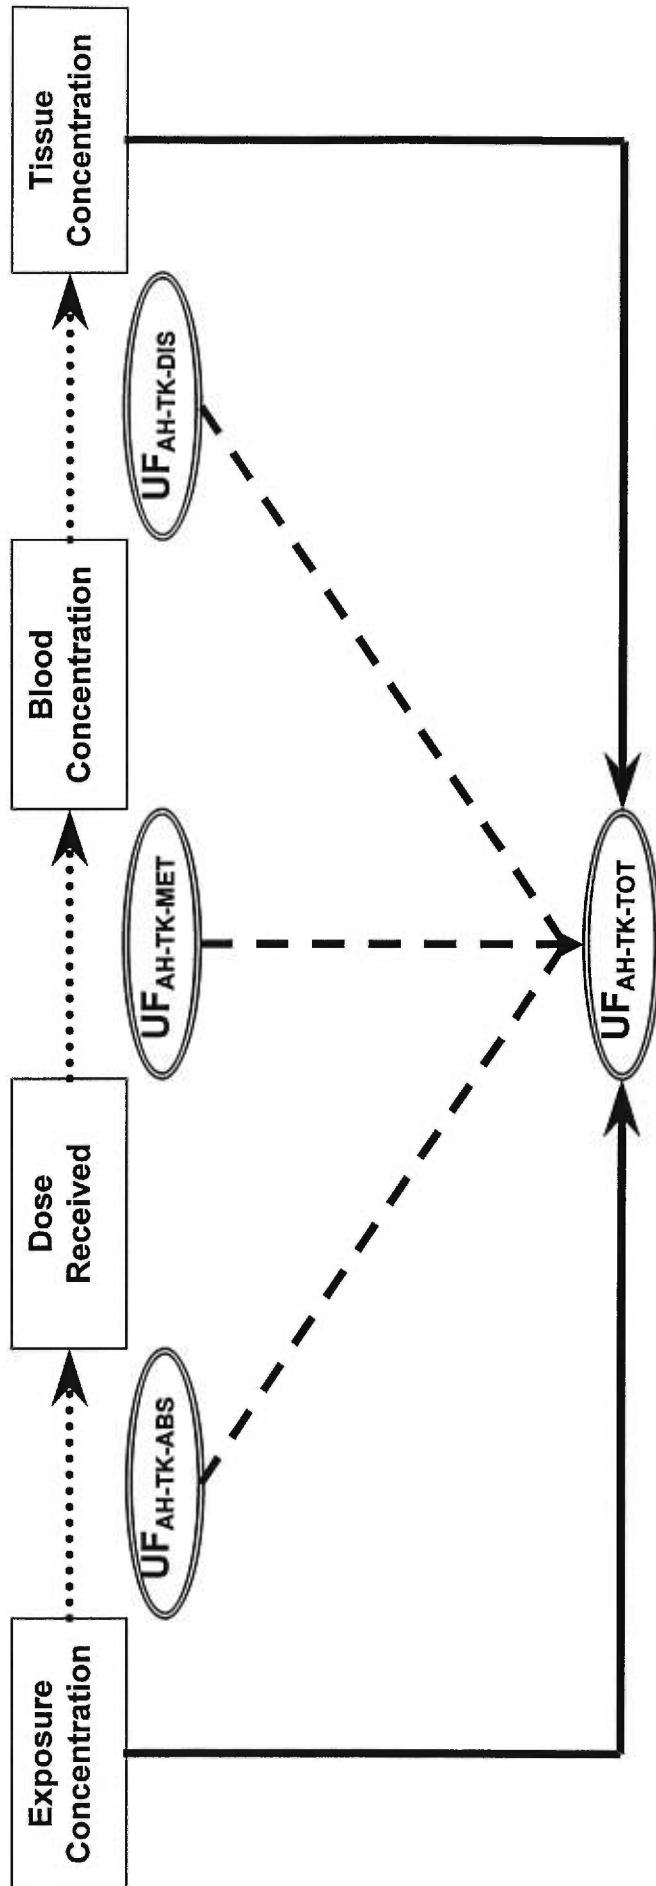 Exposure
Concentration
Dose
Received
Blood
Concentration
Tissue
Concentration
UFAH-TK-ABS
UFAH-TK-MET
UFAH-TK-DIS
UFAH-TK-TOT